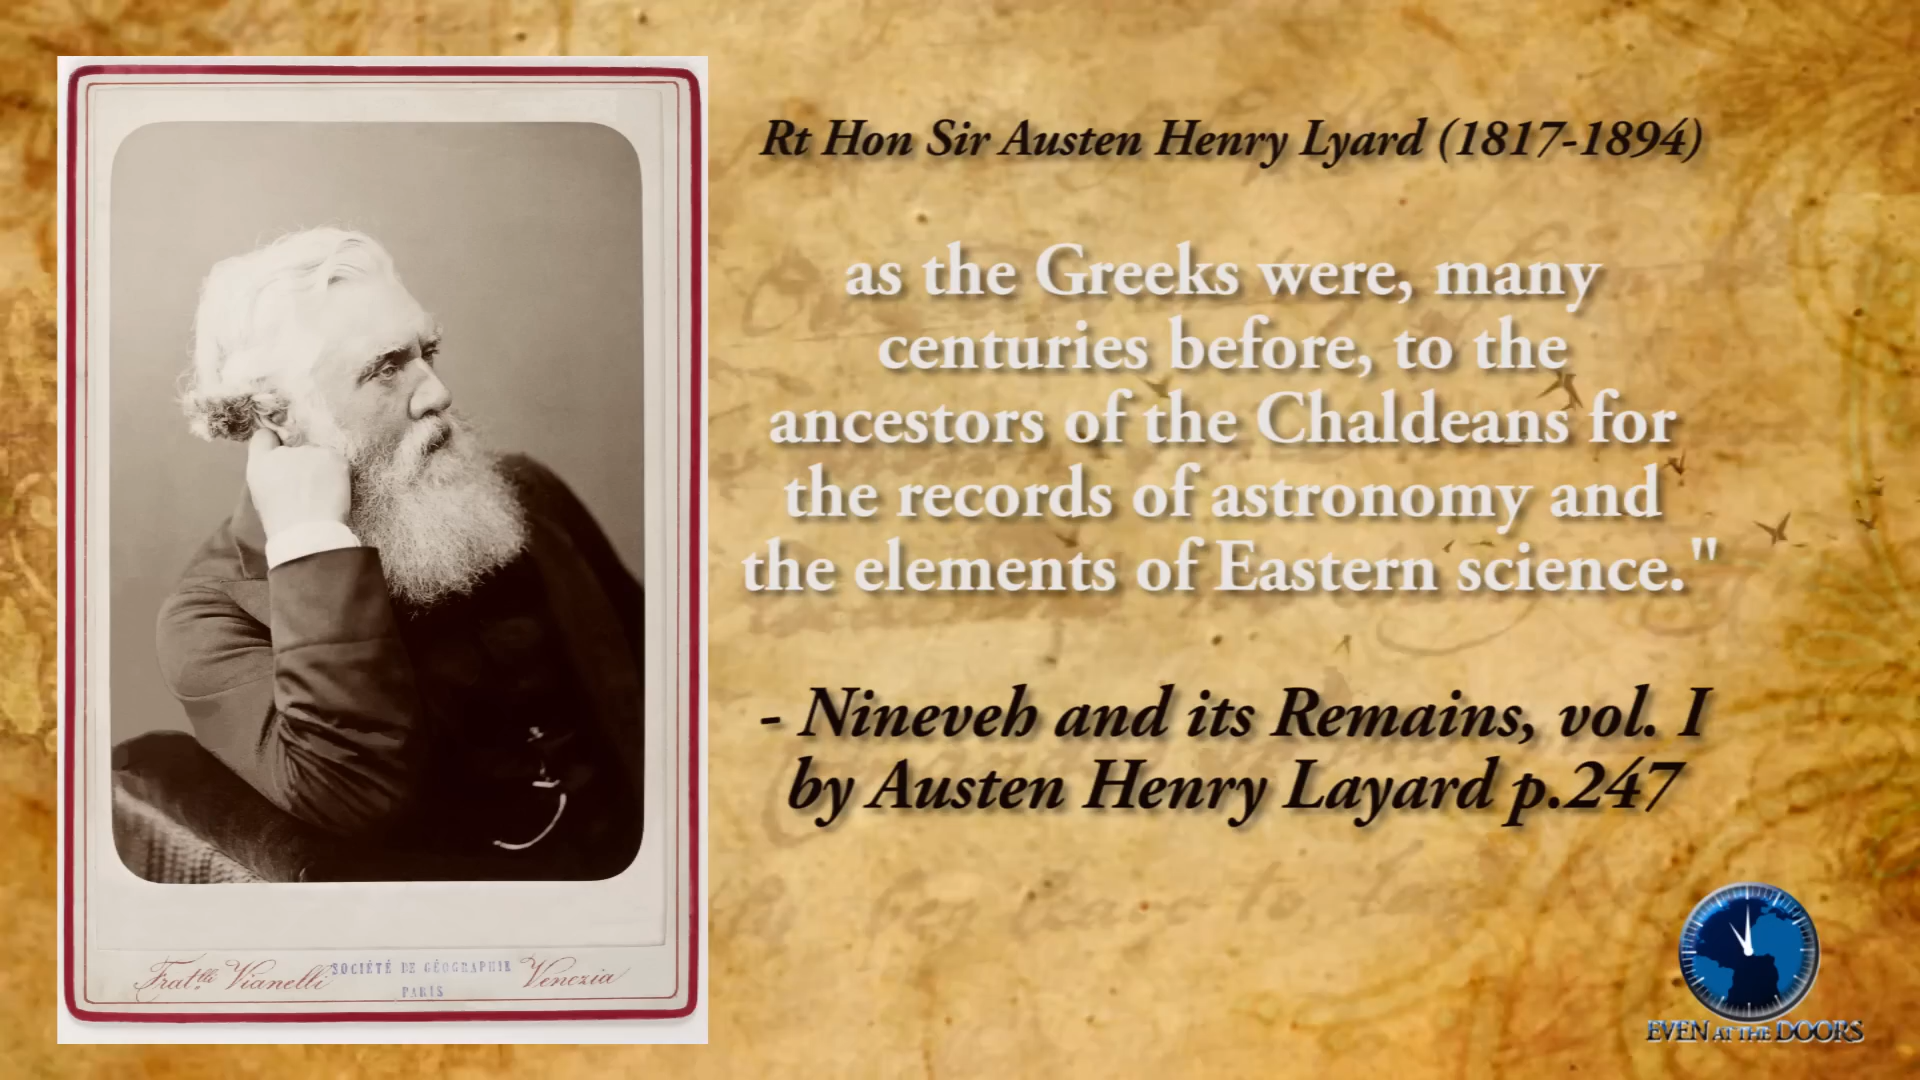 Rt Hon Sir Austen Henry Lyard (1817-1894)
as the Greeks were, many
centuries before, to the
ancestors of the Chaldeans for
the records of astronomy and
the elements of Eastern science."
- Nineveh and its Remains, vol. I
by Austen Henry Layard p.247
Frat.lli Vianelli SOCIÉTÉ DE GÉOGRAPHIE Venezia
PARIS
EVEN AT THE DOORS